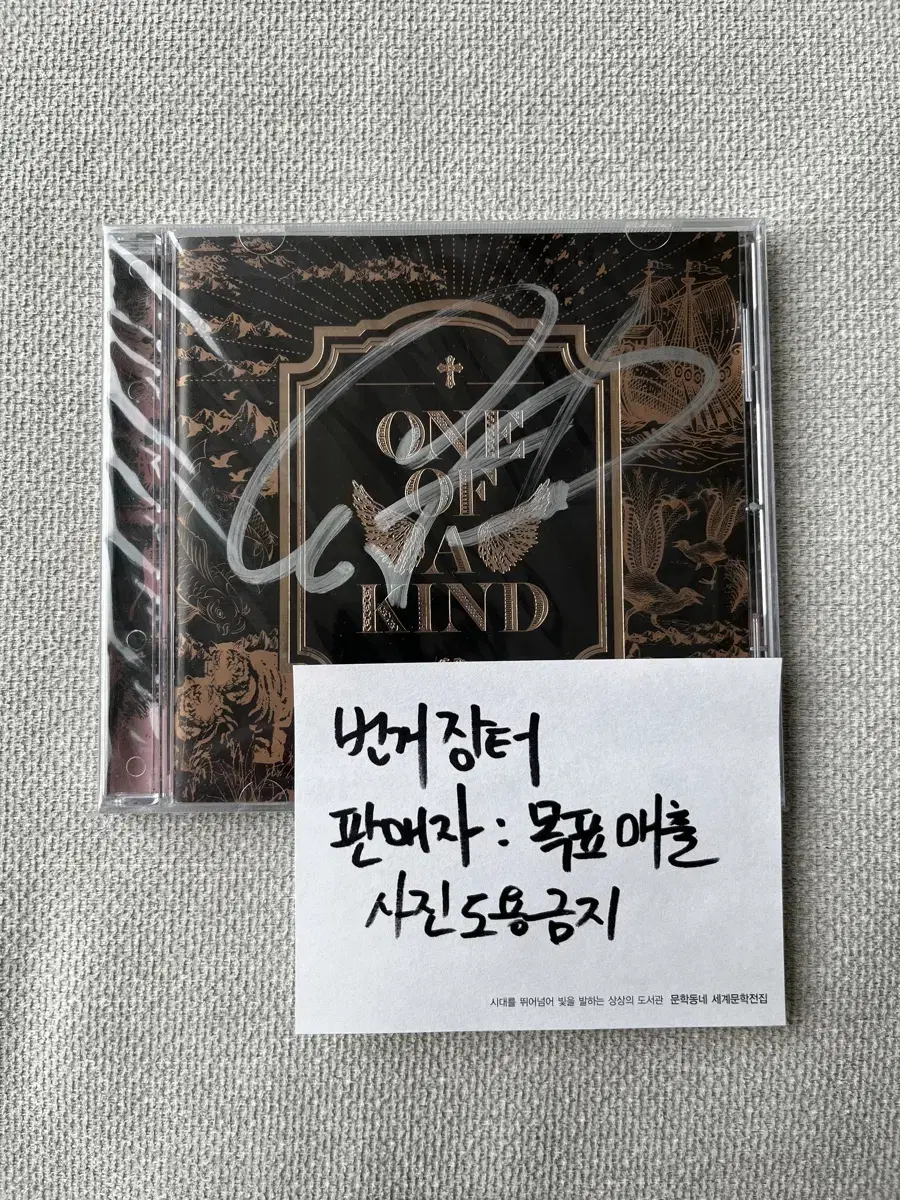 ONE
OF
A
KIND
번개장터
판매자: 목표매출
사진도용금지
시대를 뛰어넘어 빛을 발하는 상상의 도서관 문학동네 세계문학전집